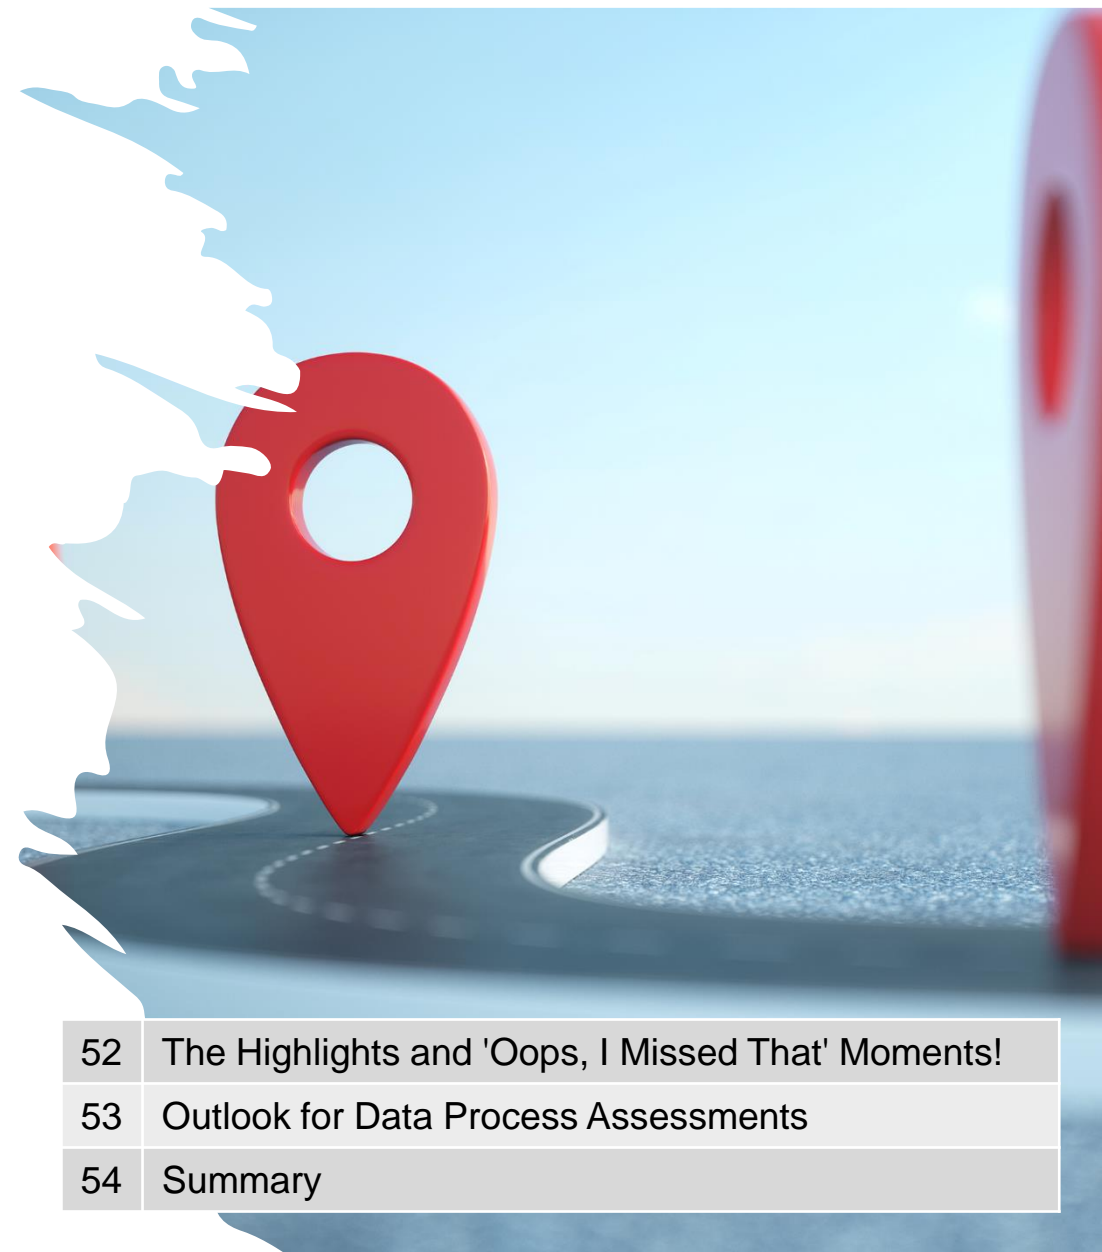 52 The Highlights and 'Oops, I Missed That' Moments!
53 Outlook for Data Process Assessments
54 Summary